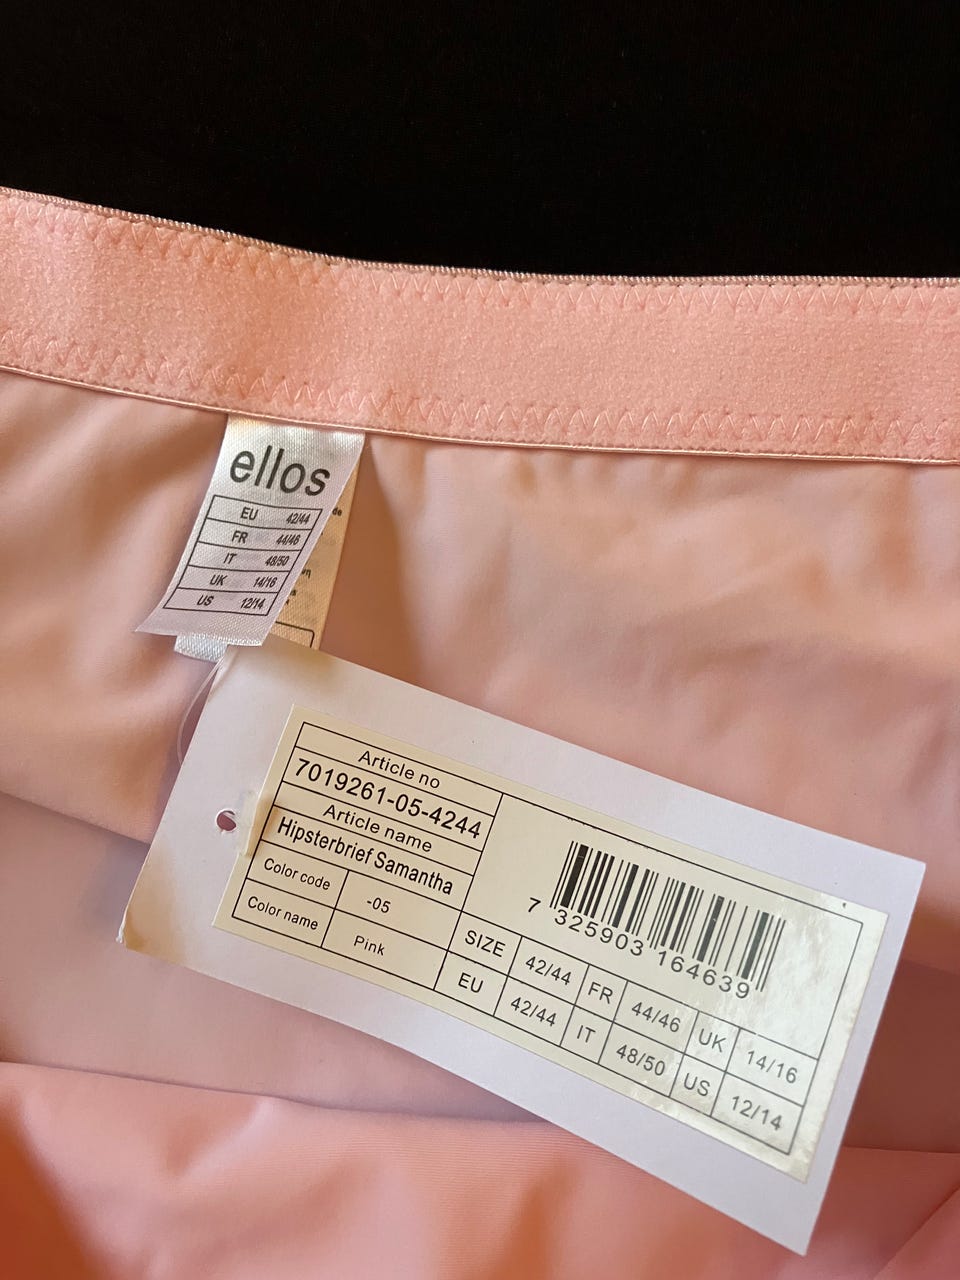 ellos
EU 42/44
FR 44/46
IT 48/50
UK 14/16
US 12/14
de
Article no
7019261-05-4244
Article name
Hipsterbrief Samantha
Color code -05
Color name Pink
7 325903 164639
SIZE 42/44 FR 44/46 UK 14/16
EU 42/44 IT 48/50 US 12/14